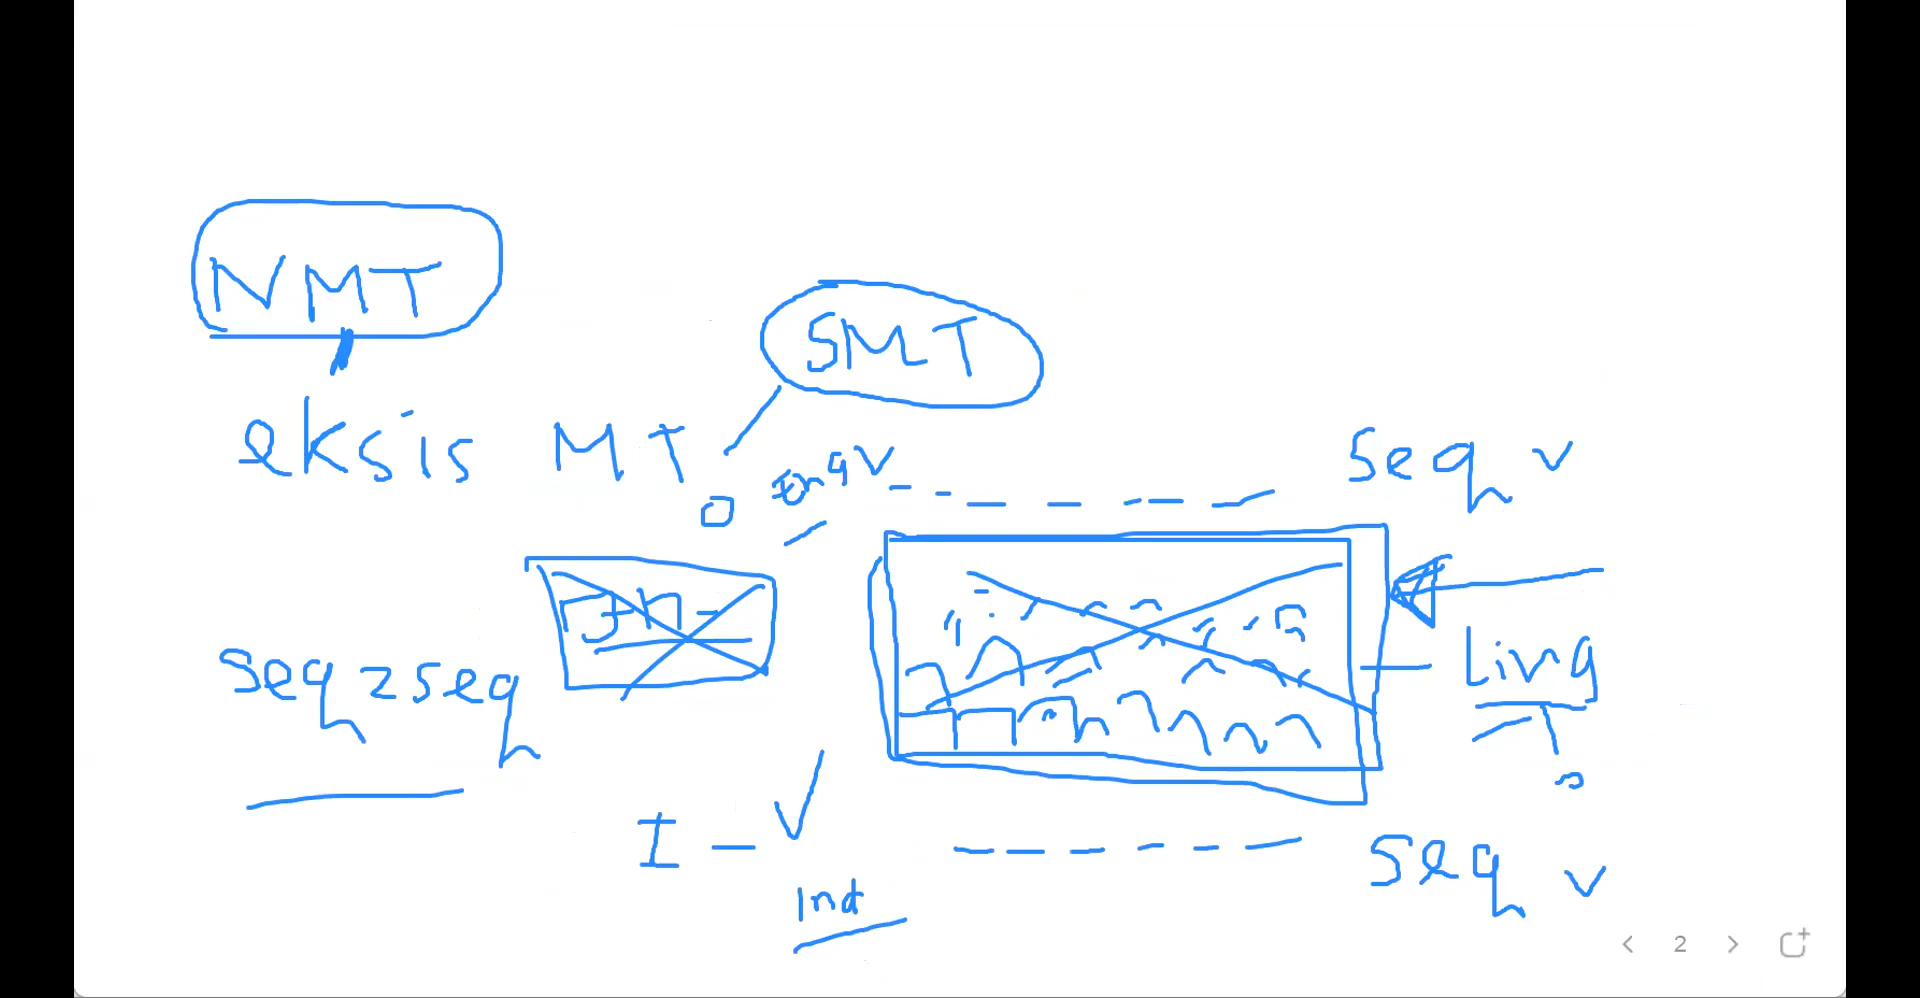 NMT
SMT
eksis MT
O Eng V
Seq v
seq2seq
Ling
I - V
Seq v
Ind
2